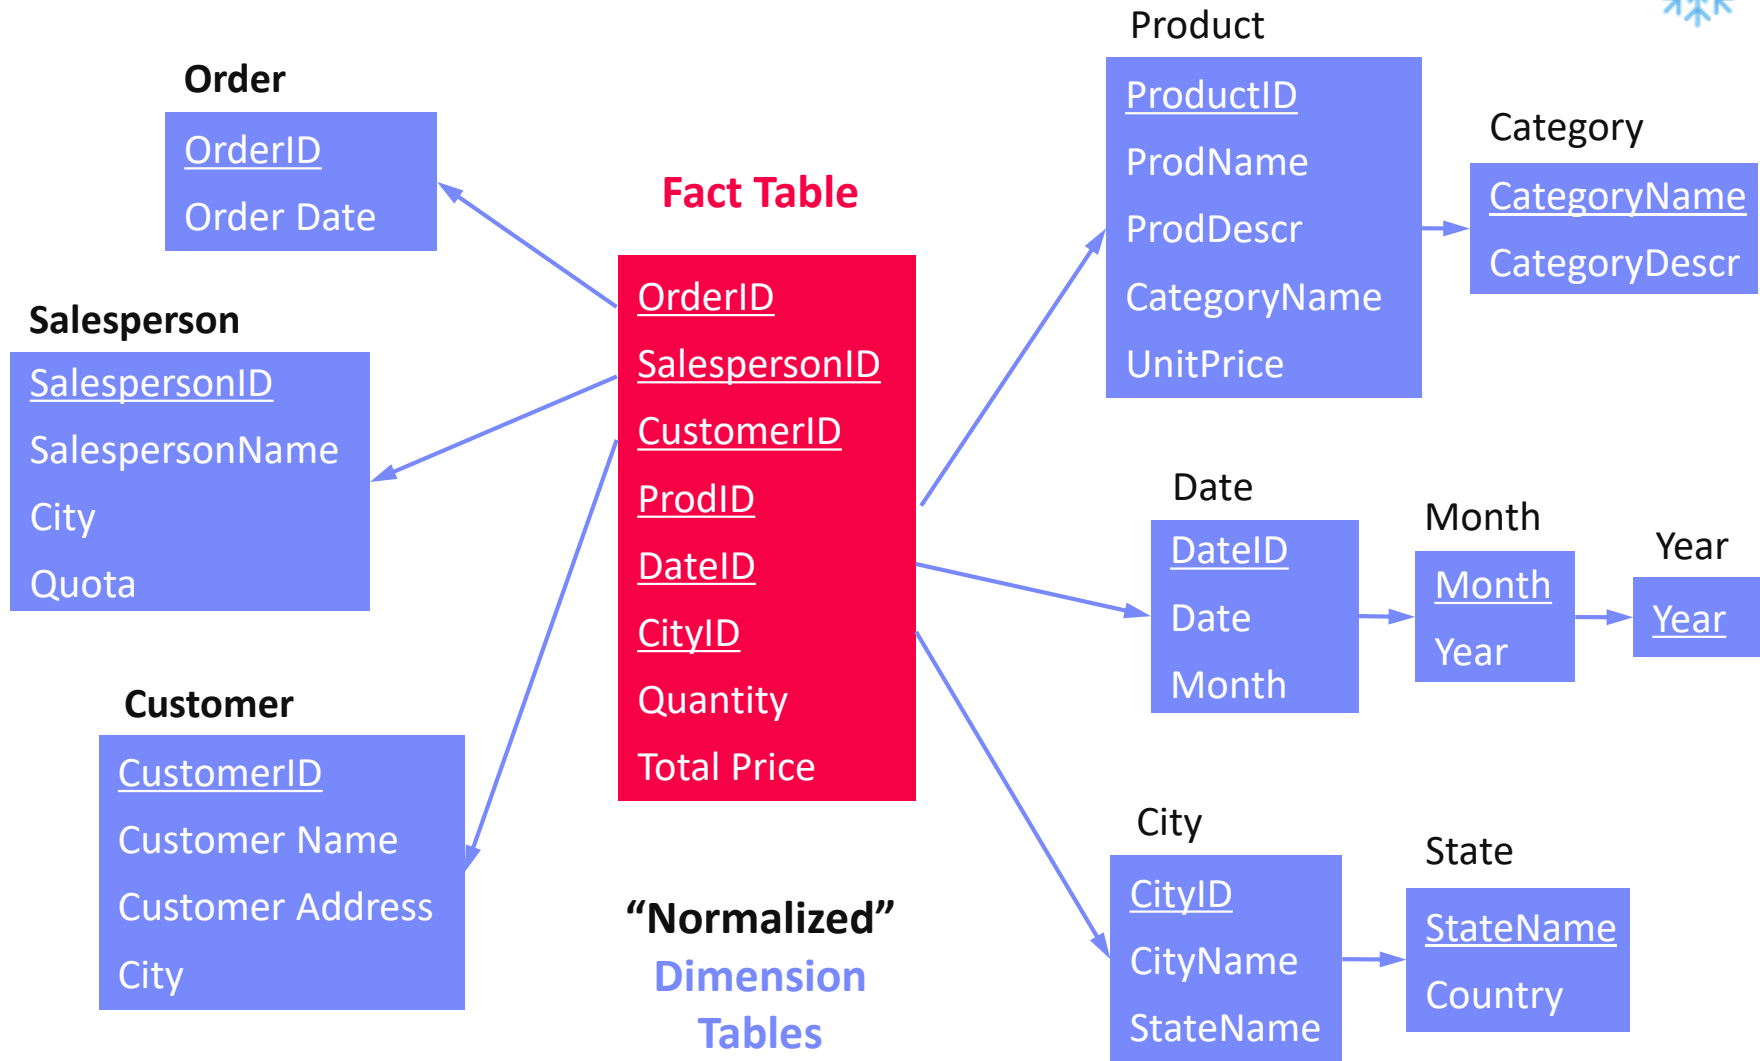 Order
OrderID
Order Date
Salesperson
SalespersonID
SalespersonName
City
Quota
Customer
CustomerID
Customer Name
Customer Address
City
Fact Table
OrderID
SalespersonID
CustomerID
ProdID
DateID
CityID
Quantity
Total Price
“Normalized”
Dimension
Tables
Product
ProductID
ProdName
ProdDescr
CategoryName
UnitPrice
Category
CategoryName
CategoryDescr
Date
DateID
Date
Month
Month
Month
Year
Year
Year
City
CityID
CityName
StateName
State
StateName
Country